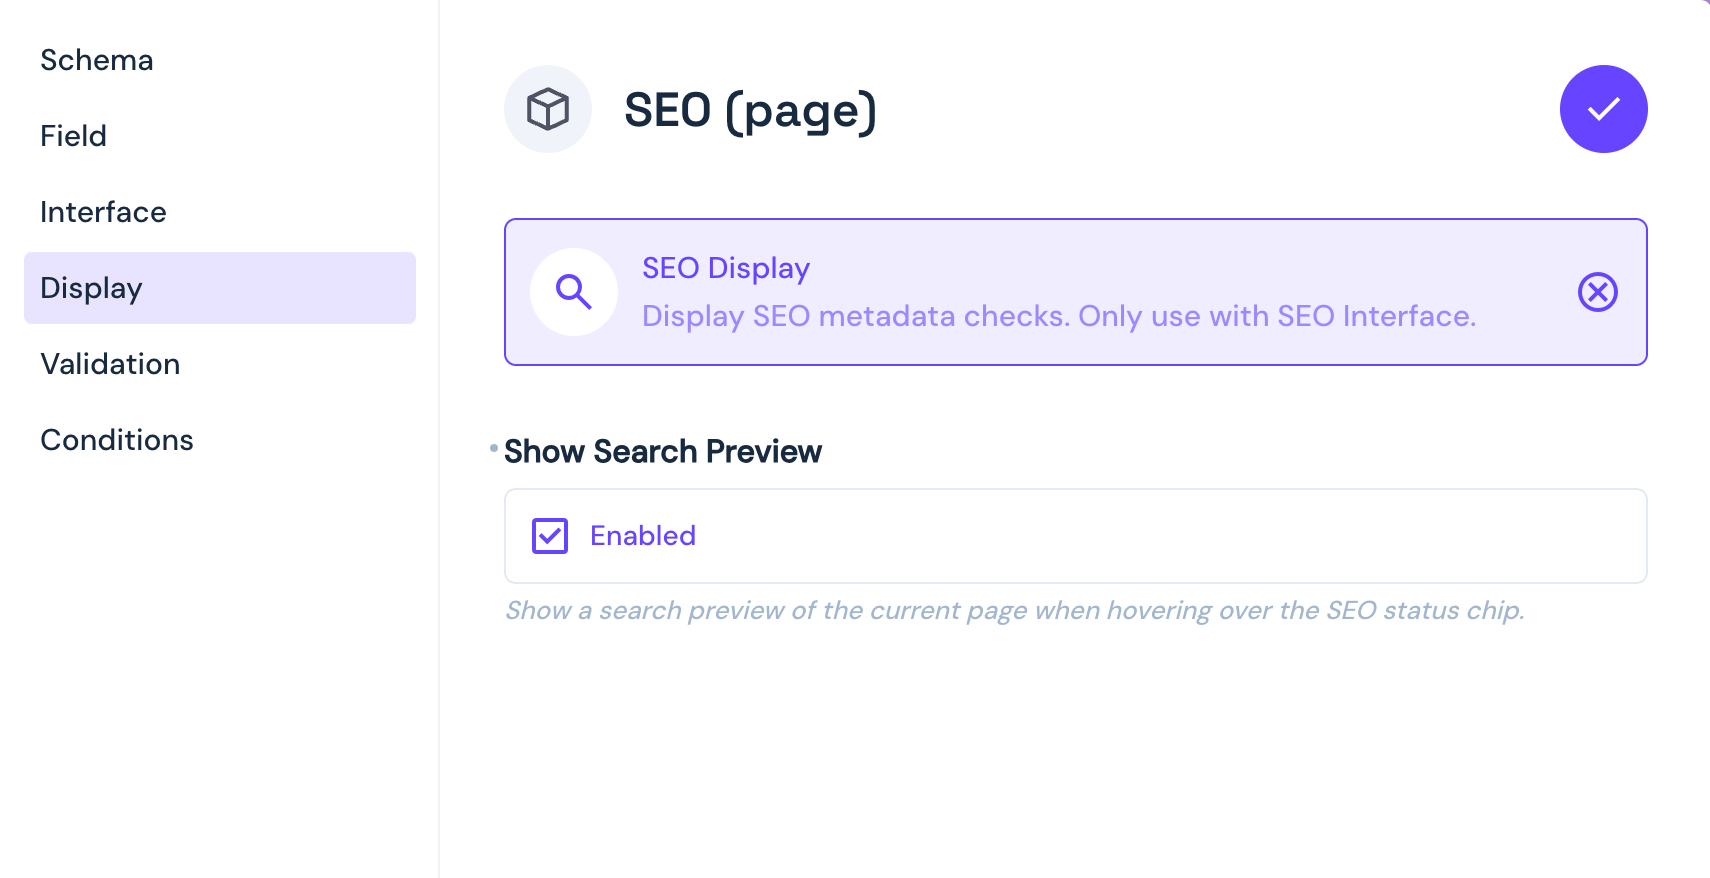 Schema
Field
Interface
Display
Validation
Conditions
SEO (page)
SEO Display
Display SEO metadata checks. Only use with SEO Interface.
Show Search Preview
Enabled
Show a search preview of the current page when hovering over the SEO status chip.